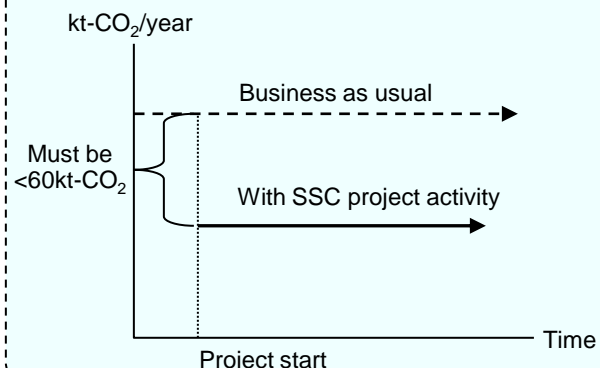 kt-CO₂/year
Business as usual
Must be
<60kt-CO₂
With SSC project activity
Time
Project start